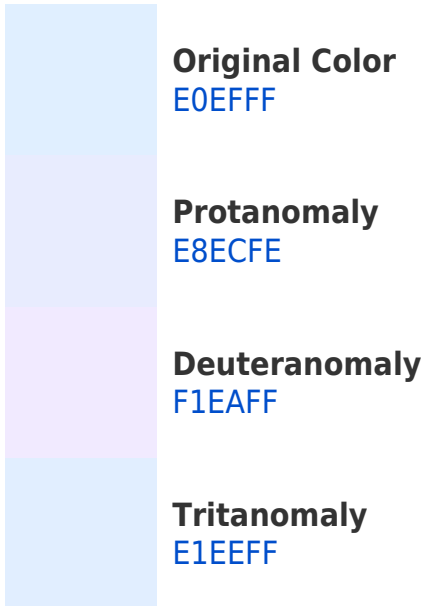 Original Color
E0EFFF
Protanomaly
E8ECFE
Deuteranomaly
F1EAFF
Tritanomaly
E1EEFF